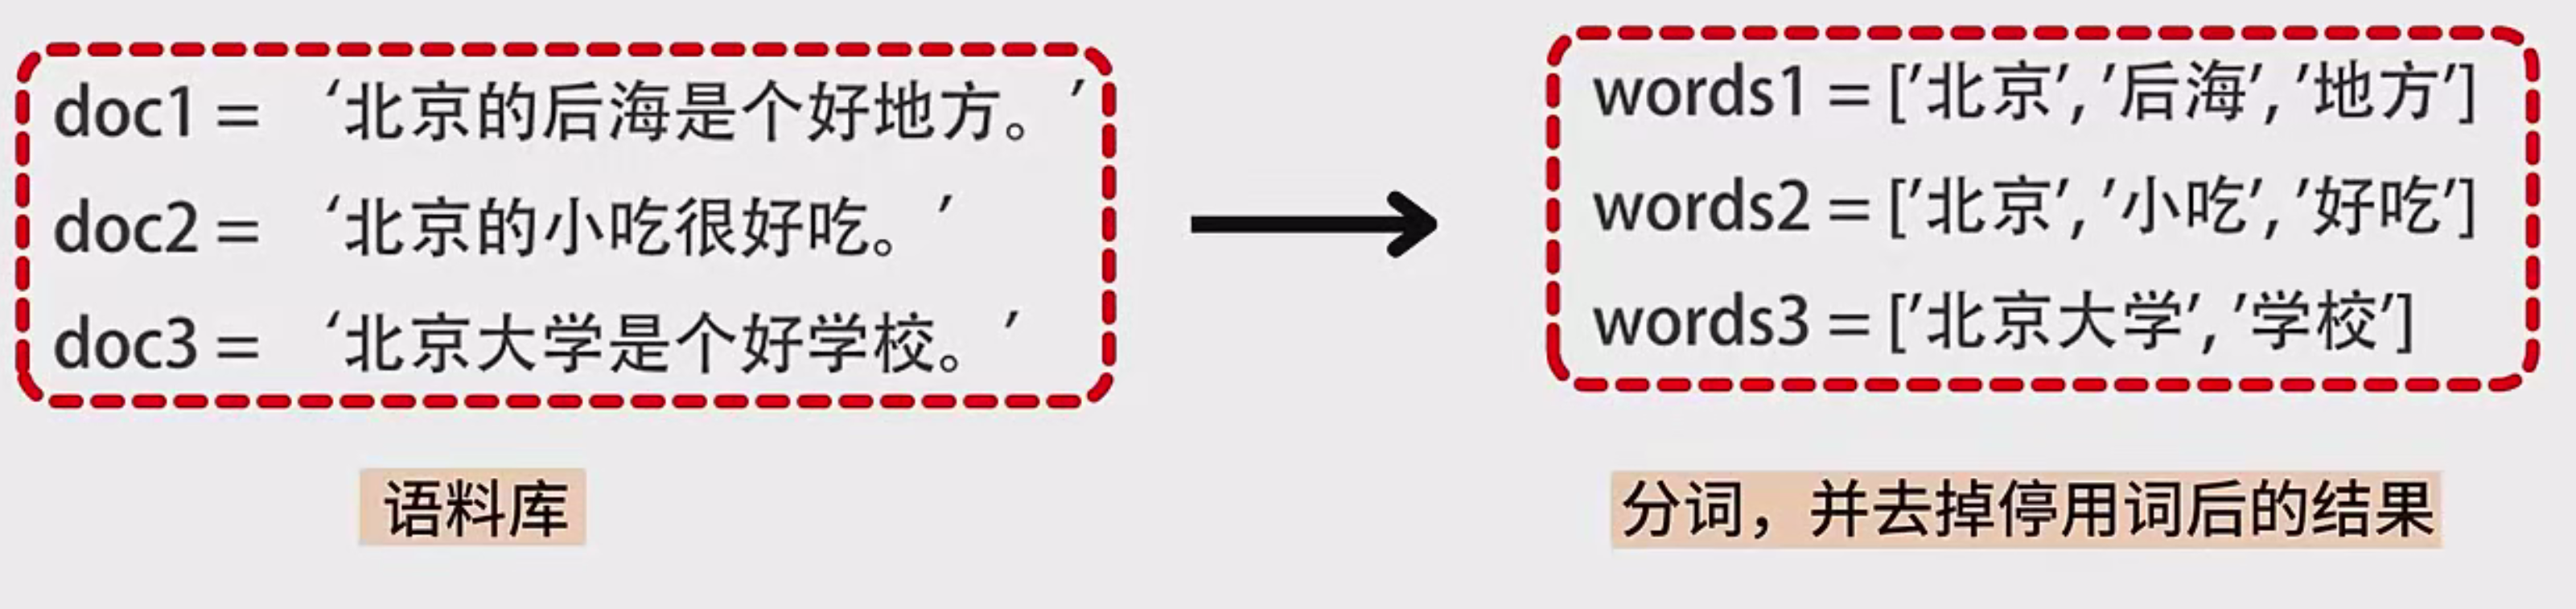 doc1 = ‘北京的后海是个好地方。’
doc2 = ‘北京的小吃很好吃。’
doc3 = ‘北京大学是个好学校。’
语料库
words1 = ['北京', '后海', '地方']
words2 = ['北京', '小吃', '好吃']
words3 = ['北京大学', '学校']
分词，并去掉停用词后的结果